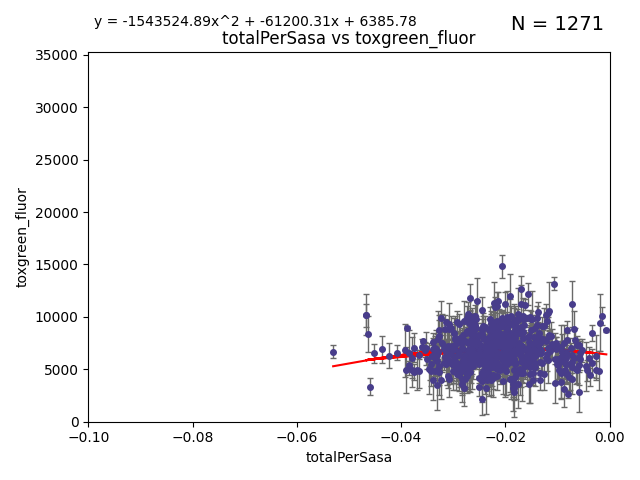 y = -1543524.89x^2 + -61200.31x + 6385.78
N = 1271
totalPerSasa vs toxgreen_fluor
35000
30000
25000
20000
15000
10000
5000
0
toxgreen_fluor
−0.10
−0.08
−0.06
−0.04
−0.02
0.00
totalPerSasa